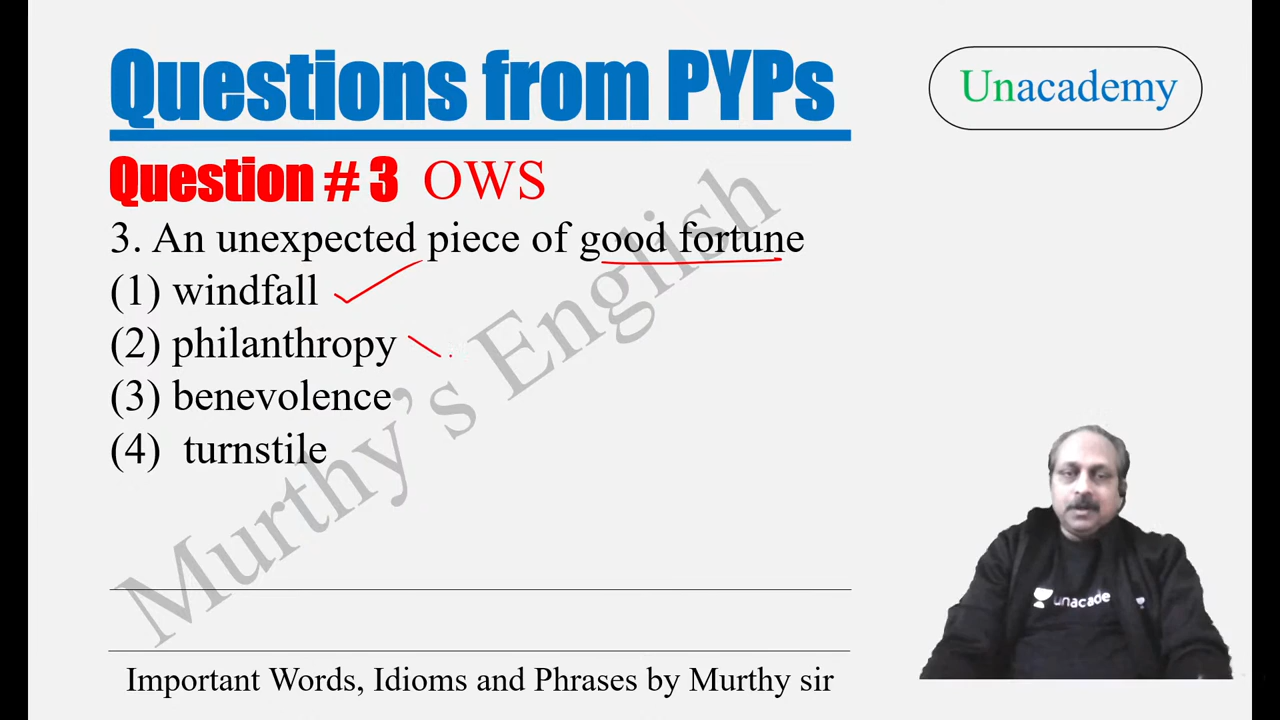 Questions from PYPs
Unacademy
Question # 3 OWS
3. An unexpected piece of good fortune
(1) windfall
(2) philanthropy
(3) benevolence
(4) turnstile
Murthy's English
unacade
Important Words, Idioms and Phrases by Murthy sir